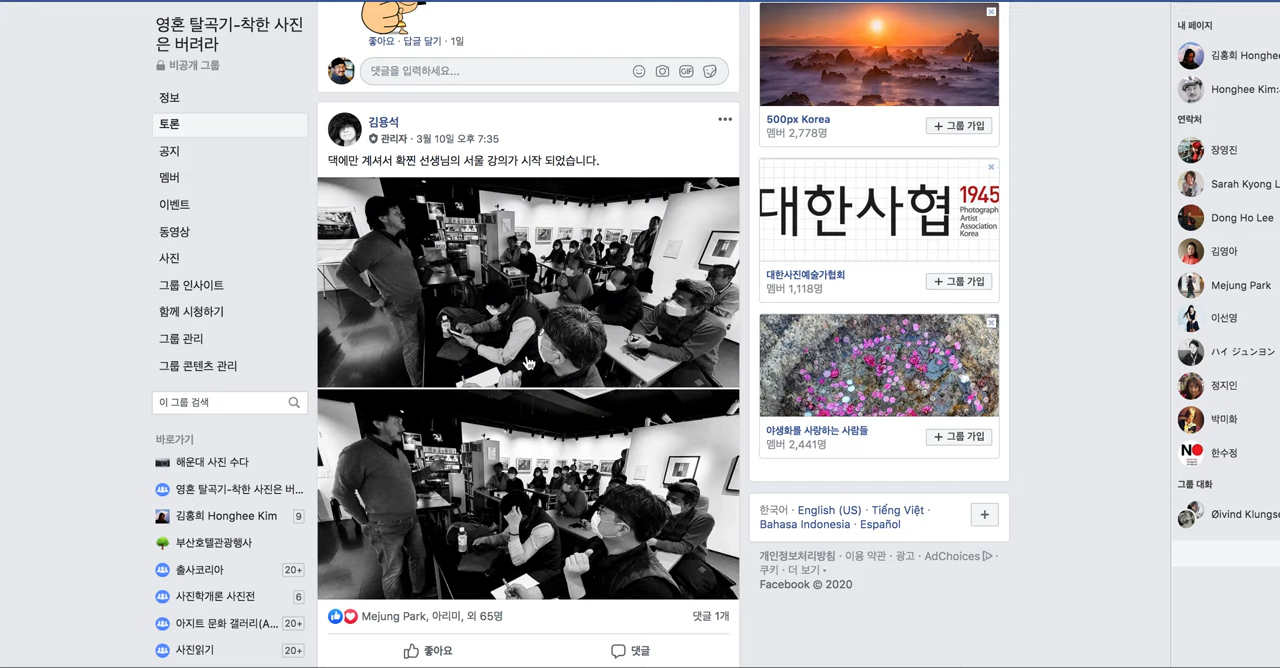 영혼 탈곡기-착한 사진
은 버려라
비공개 그룹
정보
토론
공지
멤버
이벤트
동영상
사진
그룹 인사이트
함께 시청하기
그룹 관리
그룹 콘텐츠 관리
이 그룹 검색
바로가기
해운대 사진 수다
영혼 탈곡기-착한 사진은 버...
김홍희 Honghee Kim 9
부산호텔관광행사
출사코리아 20+
사진학개론 사진전 6
아지트 문화 갤러리(A... 20+
사진읽기 20+
좋아요 · 답글 달기 · 1일
댓글을 입력하세요...
GIF
김용석
관리자 · 3월 10일 오후 7:35
댁에만 계셔서 확찐 선생님의 서울 강의가 시작 되었습니다.
Mejung Park, 아리미, 외 65명
댓글 1개
좋아요
댓글
500px Korea
멤버 2,778명
+ 그룹 가입
대한사협
1945
Photograph
Artist
Association
Korea
대한사진예술가협회
멤버 1,118명
+ 그룹 가입
야생화를 사랑하는 사람들
멤버 2,441명
+ 그룹 가입
한국어 · English (US) · Tiếng Việt ·
Bahasa Indonesia · Español
+
개인정보처리방침 · 이용 약관 · 광고 · AdChoices ·
쿠키 · 더 보기
Facebook © 2020
내 페이지
김홍희 Honghee
Honghee Kim:
연락처
장영진
Sarah Kyong L
Dong Ho Lee
김영아
Mejung Park
이선영
ハイ ジュンヨン
정지인
박미화
NO
한수정
그룹 대화
Øivind Klungse